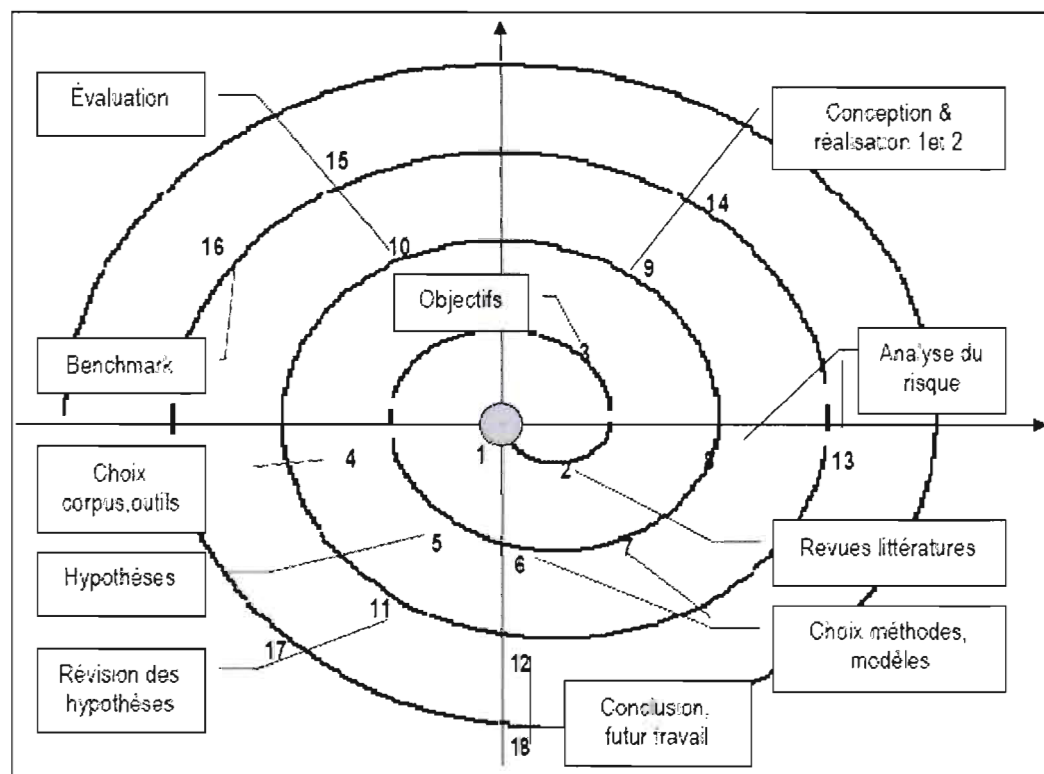 Évaluation
Conception &
réalisation 1et 2
15
14
16
10
9
Objectifs
3
Benchmark
Analyse du
risque
1
2
4
8
13
Choix
corpus,outils
5
6
7
Revues littératures
Hypothèses
11
Choix méthodes,
modèles
17
12
Révision des
hypothèses
Conclusion,
futur travail
18